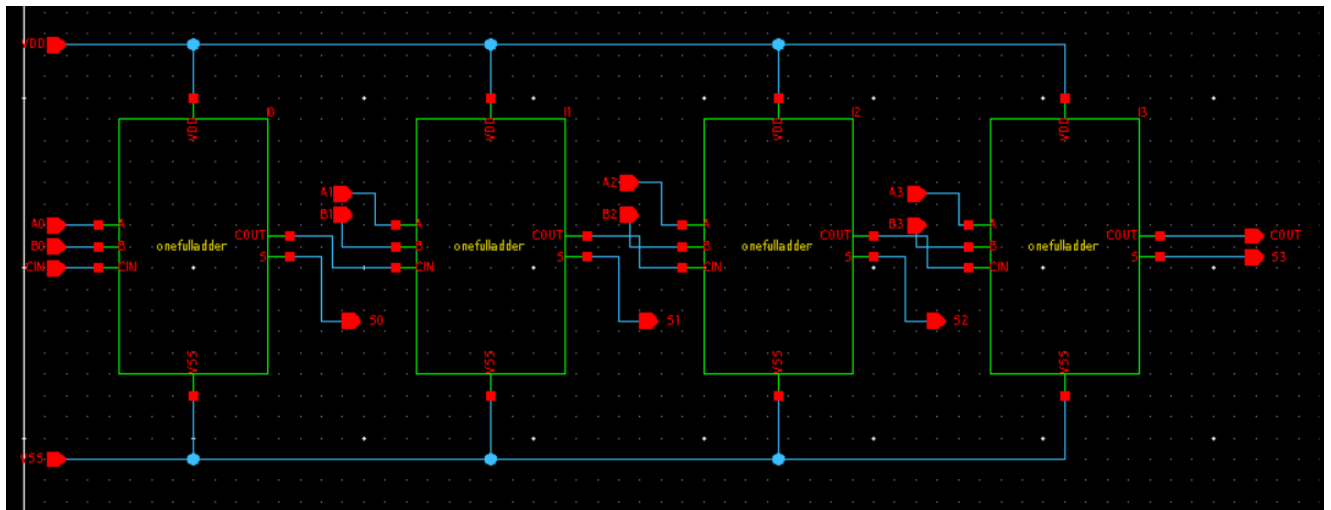 VDD
I0
I1
I2
I3
VDD
VDD
VDD
VDD
A2
A1
A3
B1
B2
B3
A0
A
A
A
A
COUT
COUT
COUT
COUT
COUT
B0
B
onefulladder
B
onefulladder
B
onefulladder
B
onefulladder
S
S
S
S
S3
CIN
CIN
CIN
CIN
CIN
S0
S1
S2
VSS
VSS
VSS
VSS
VSS